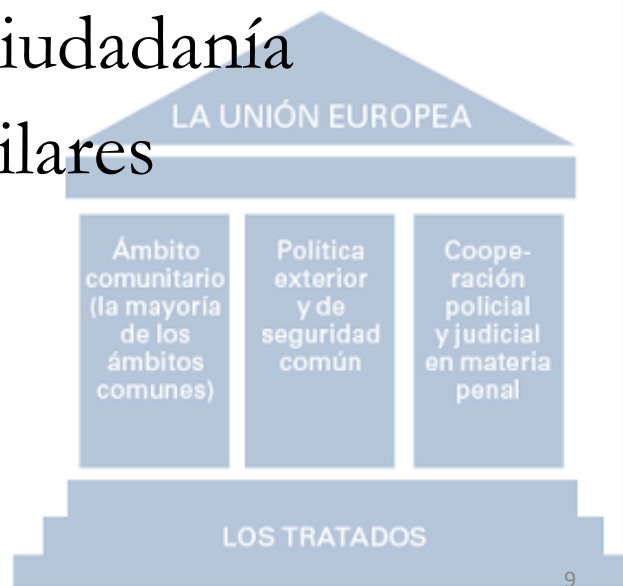 iudadanía
LA UNIÓN EUROPEA
ilares
Ámbito
comunitario
(la mayoría
de los
ámbitos
comunes)
Política
exterior
y de
seguridad
común
Coope-
ración
policial
y judicial
en materia
penal
LOS TRATADOS
9